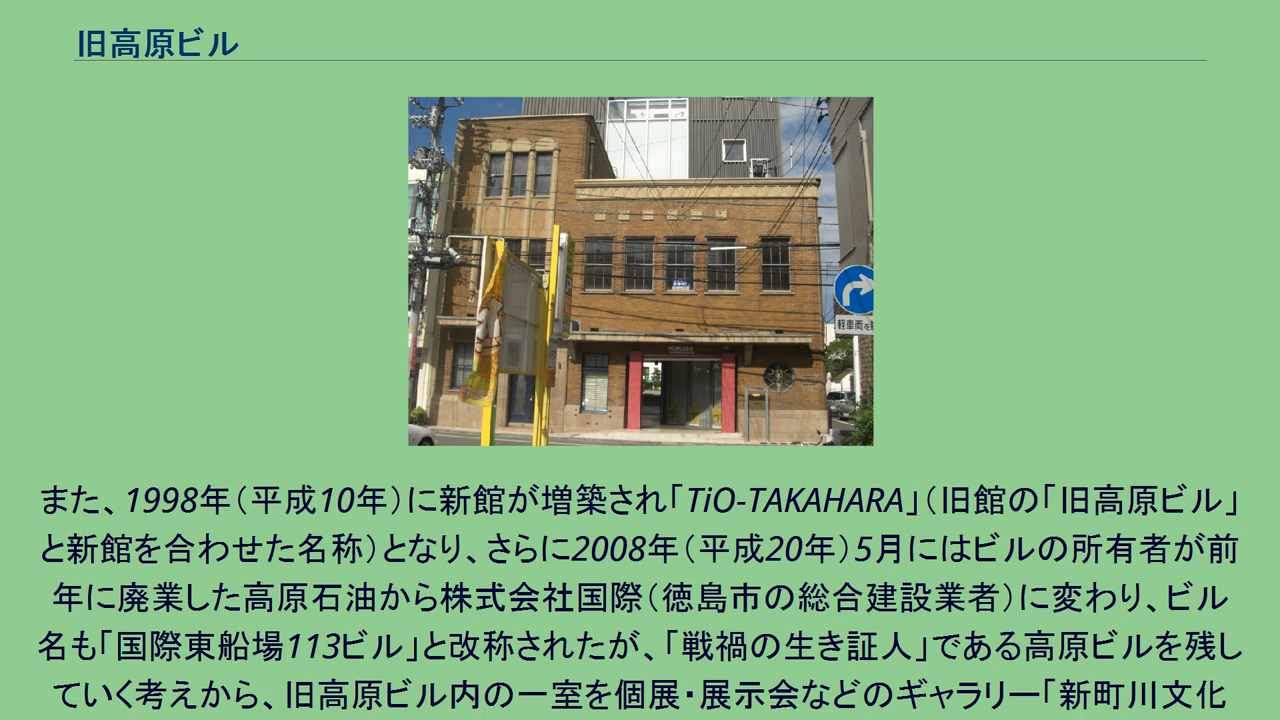 旧高原ビル
軽車両を
また、1998年（平成10年）に新館が増築され「TiO-TAKAHARA」（旧館の「旧高原ビル」
と新館を合わせた名称）となり、さらに2008年（平成20年）5月にはビルの所有者が前
年に廃業した高原石油から株式会社国際（徳島市の総合建設業者）に変わり、ビル
名も「国際東船場113ビル」と改称されたが、「戦禍の生き証人」である高原ビルを残し
ていく考えから、旧高原ビル内の一室を個展・展示会などのギャラリー「新町川文化